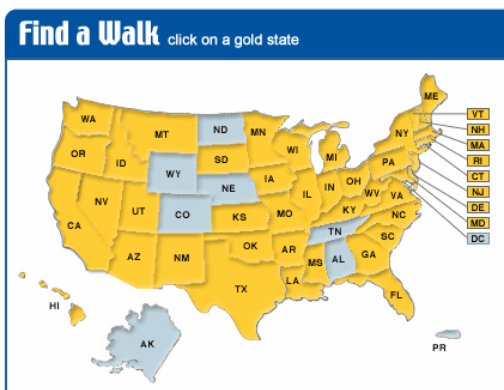 Find a Walk click on a gold state
ME
WA
VT
ND
MT
MN
NH
OR
NY
MA
ID
WI
SD
MI
RI
WY
PA
CT
IA
NE
NJ
OH
NV
IL
IN
DE
UT
WV
VA
CO
MD
KS
MO
KY
CA
NC
DC
TN
OK
SC
AR
AZ
NM
GA
AL
MS
LA
TX
FL
HI
AK
PR